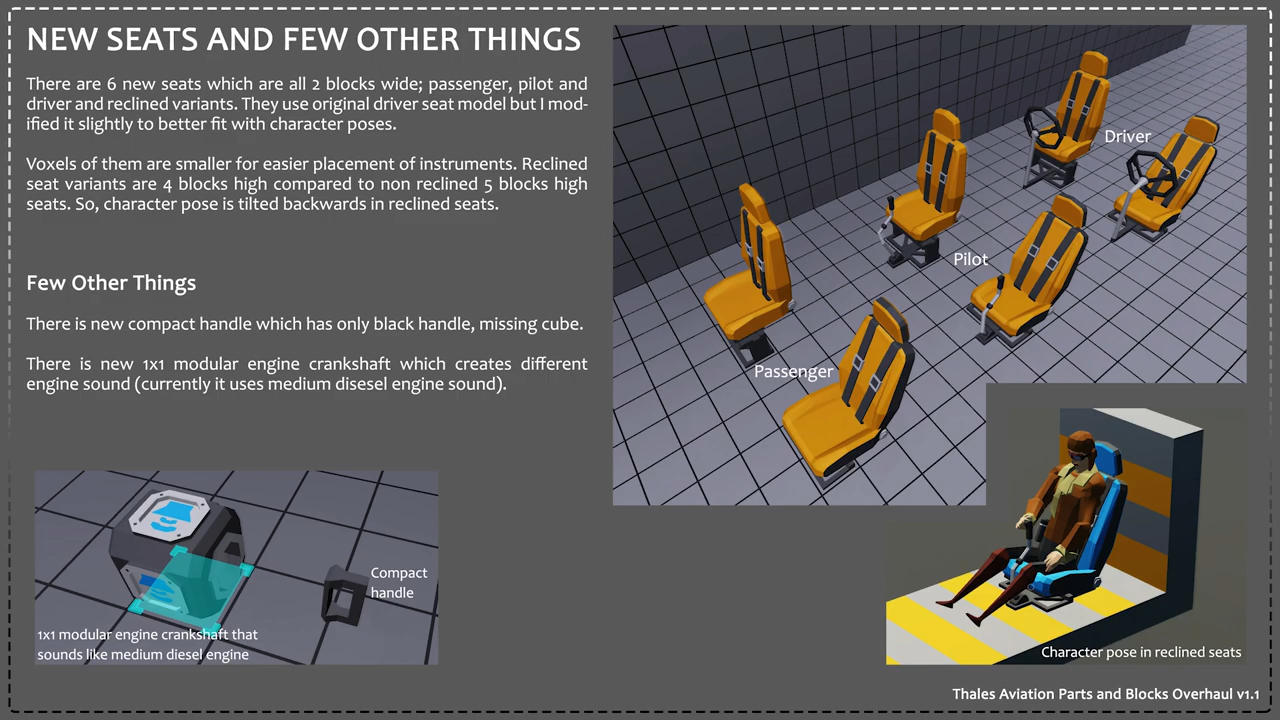 NEW SEATS AND FEW OTHER THINGS
There are 6 new seats which are all 2 blocks wide; passenger, pilot and
driver and reclined variants. They use original driver seat model but I mod-
ified it slightly to better fit with character poses.
Voxels of them are smaller for easier placement of instruments. Reclined
seat variants are 4 blocks high compared to non reclined 5 blocks high
seats. So, character pose is tilted backwards in reclined seats.
Few Other Things
There is new compact handle which has only black handle, missing cube.
There is new 1x1 modular engine crankshaft which creates different
engine sound (currently it uses medium disesel engine sound).
Driver
Pilot
Passenger
Compact
handle
1x1 modular engine crankshaft that
sounds like medium diesel engine
Character pose in reclined seats
Thales Aviation Parts and Blocks Overhaul v1.1